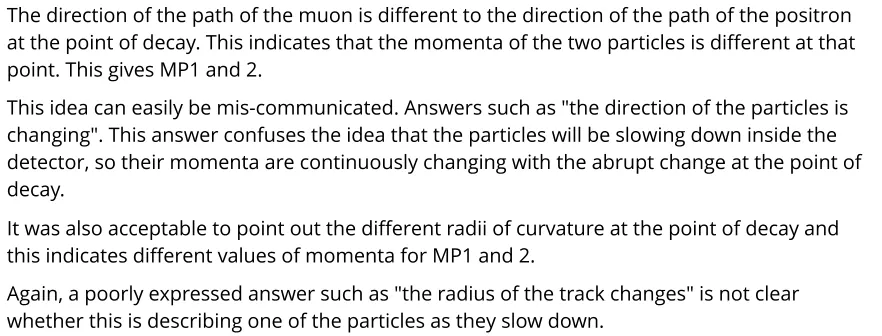 The direction of the path of the muon is different to the direction of the path of the positron
at the point of decay. This indicates that the momenta of the two particles is different at that
point. This gives MP1 and 2.
This idea can easily be mis-communicated. Answers such as "the direction of the particles is
changing". This answer confuses the idea that the particles will be slowing down inside the
detector, so their momenta are continuously changing with the abrupt change at the point of
decay.
It was also acceptable to point out the different radii of curvature at the point of decay and
this indicates different values of momenta for MP1 and 2.
Again, a poorly expressed answer such as "the radius of the track changes" is not clear
whether this is describing one of the particles as they slow down.